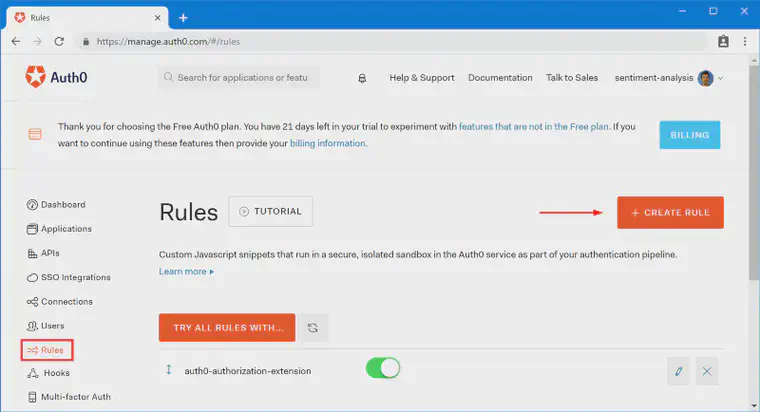 Rules
https://manage.auth0.com/#/rules
Auth0
Search for applications or featu
Help & Support
Documentation
Talk to Sales
sentiment-analysis
Thank you for choosing the Free Auth0 plan. You have 21 days left in your trial to experiment with features that are not in the Free plan. If you
want to continue using these features then provide your billing information.
BILLING
Dashboard
Applications
APIs
SSO Integrations
Connections
Users
Rules
Hooks
Multi-factor Auth
Rules
TUTORIAL
+ CREATE RULE
Custom Javascript snippets that run in a secure, isolated sandbox in the Auth0 service as part of your authentication pipeline.
Learn more
TRY ALL RULES WITH...
auth0-authorization-extension